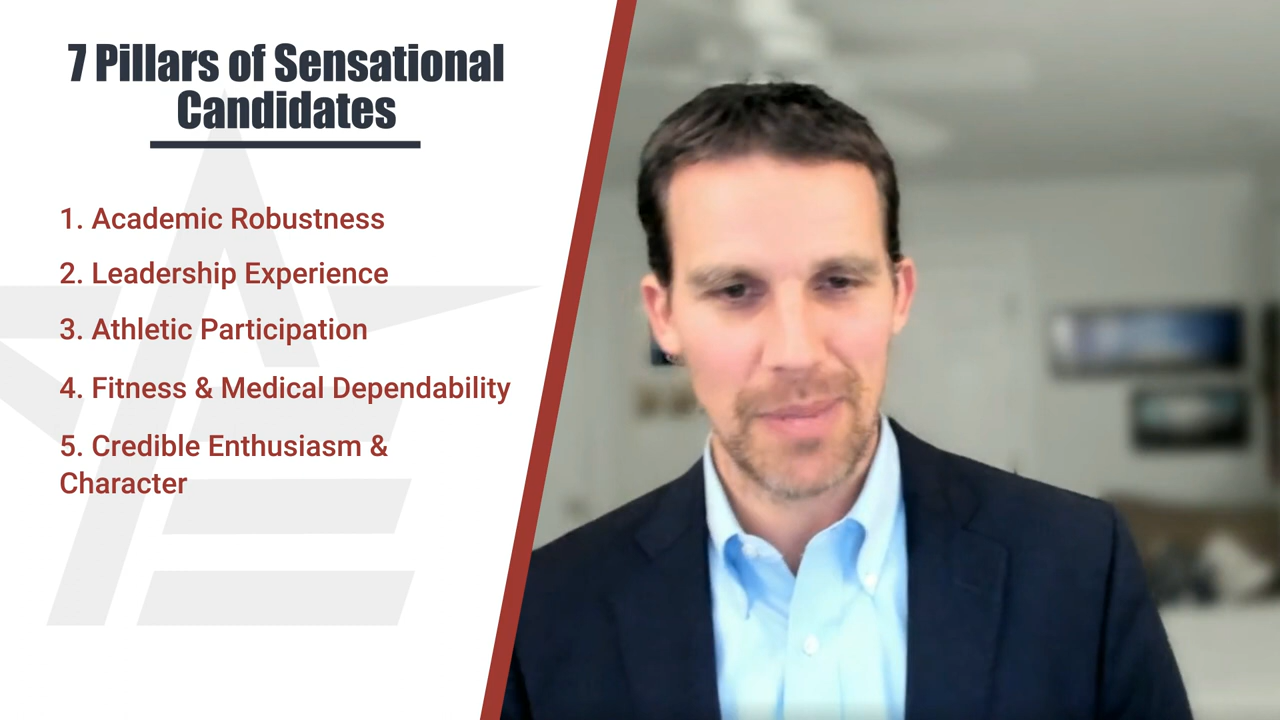 7 Pillars of Sensational
Candidates
1. Academic Robustness
2. Leadership Experience
3. Athletic Participation
4. Fitness & Medical Dependability
5. Credible Enthusiasm &
Character